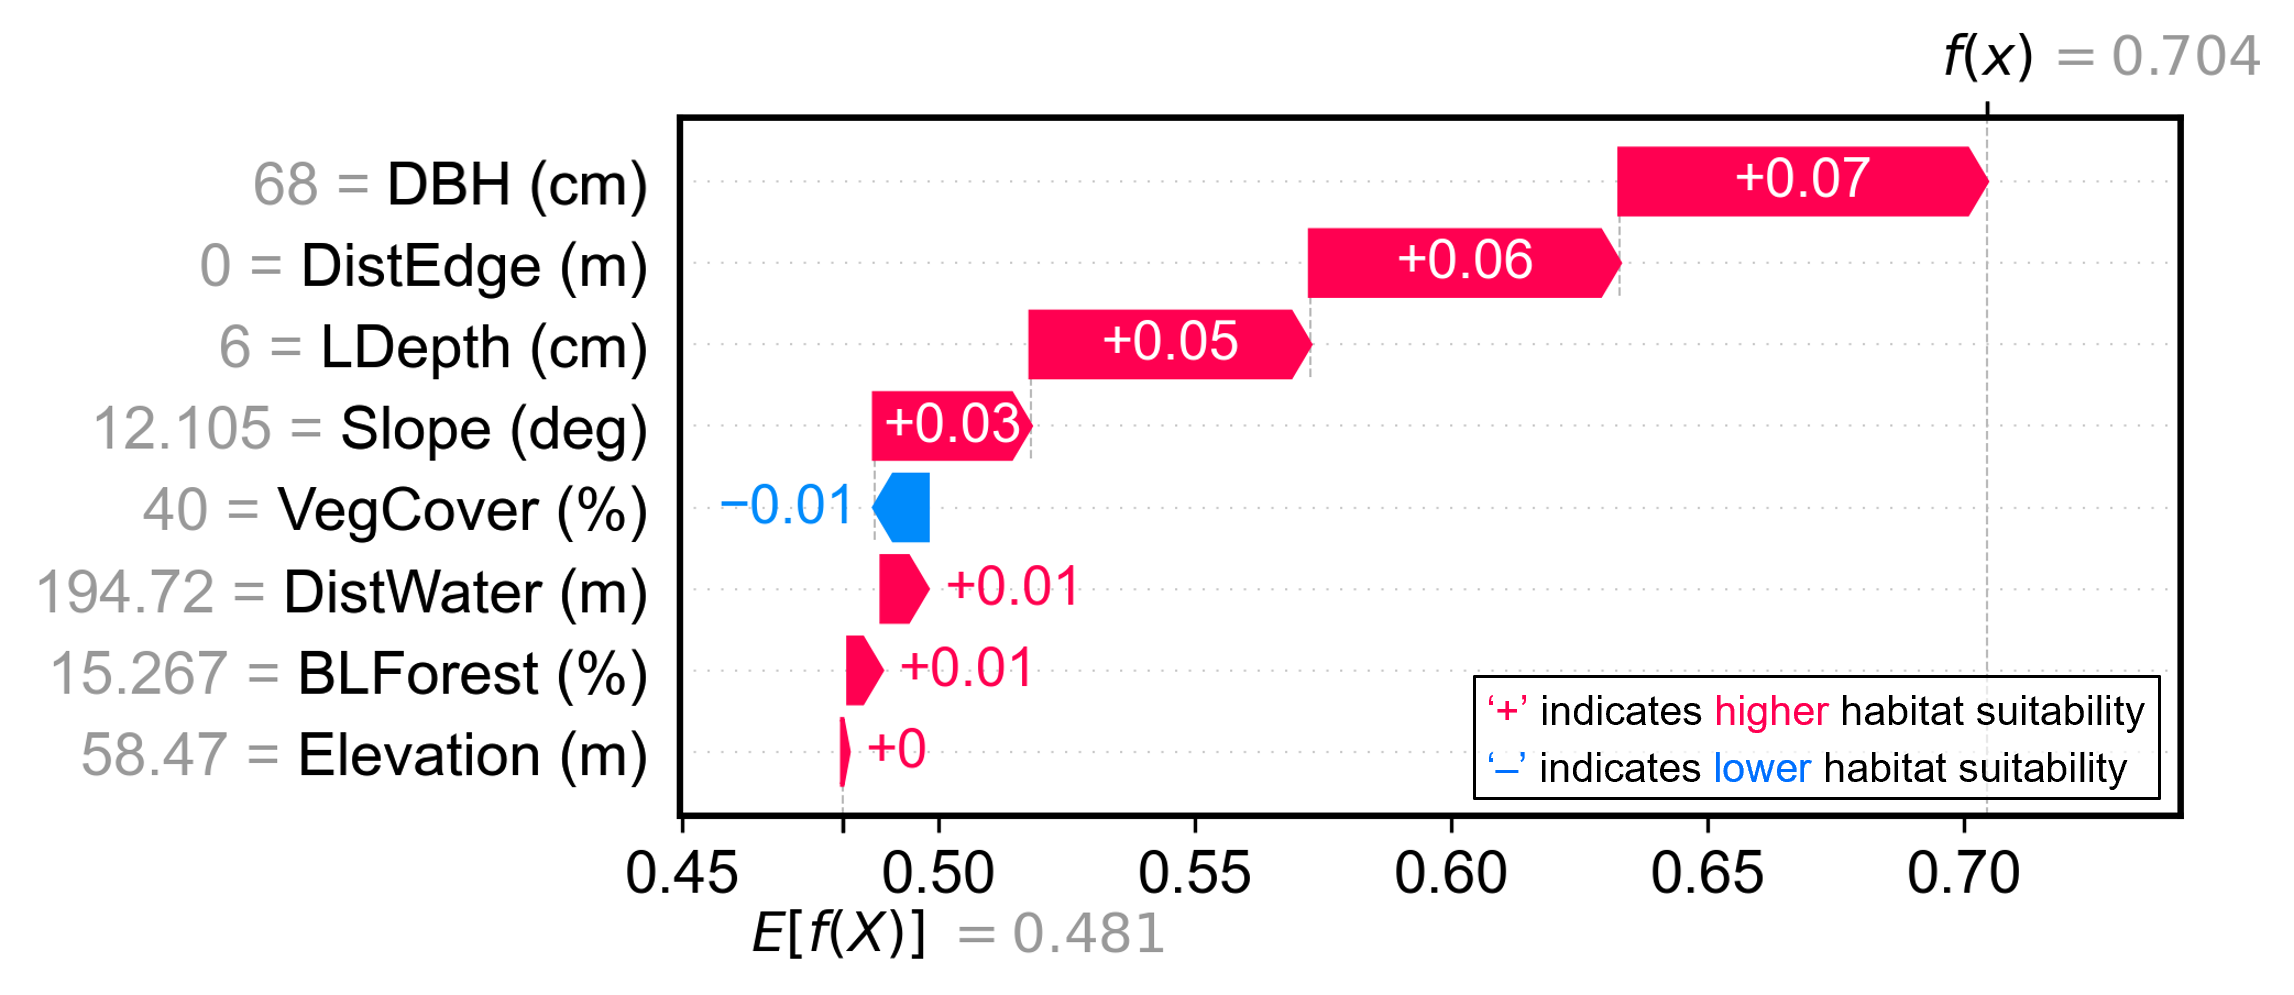 f(x) = 0.704
68 = DBH (cm) +0.07
0 = DistEdge (m) +0.06
6 = LDepth (cm) +0.05
12.105 = Slope (deg) +0.03
40 = VegCover (%) −0.01
194.72 = DistWater (m) +0.01
15.267 = BLForest (%) +0.01
58.47 = Elevation (m) +0
‘+’ indicates higher habitat suitability
‘–’ indicates lower habitat suitability
0.45 0.50 0.55 0.60 0.65 0.70
E[f(X)] = 0.481